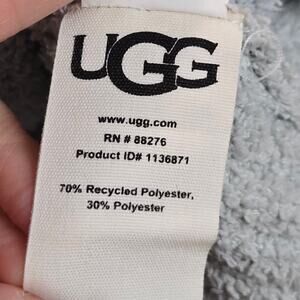 UGG
www.ugg.com
RN # 88276
Product ID# 1136871
70% Recycled Polyester,
30% Polyester